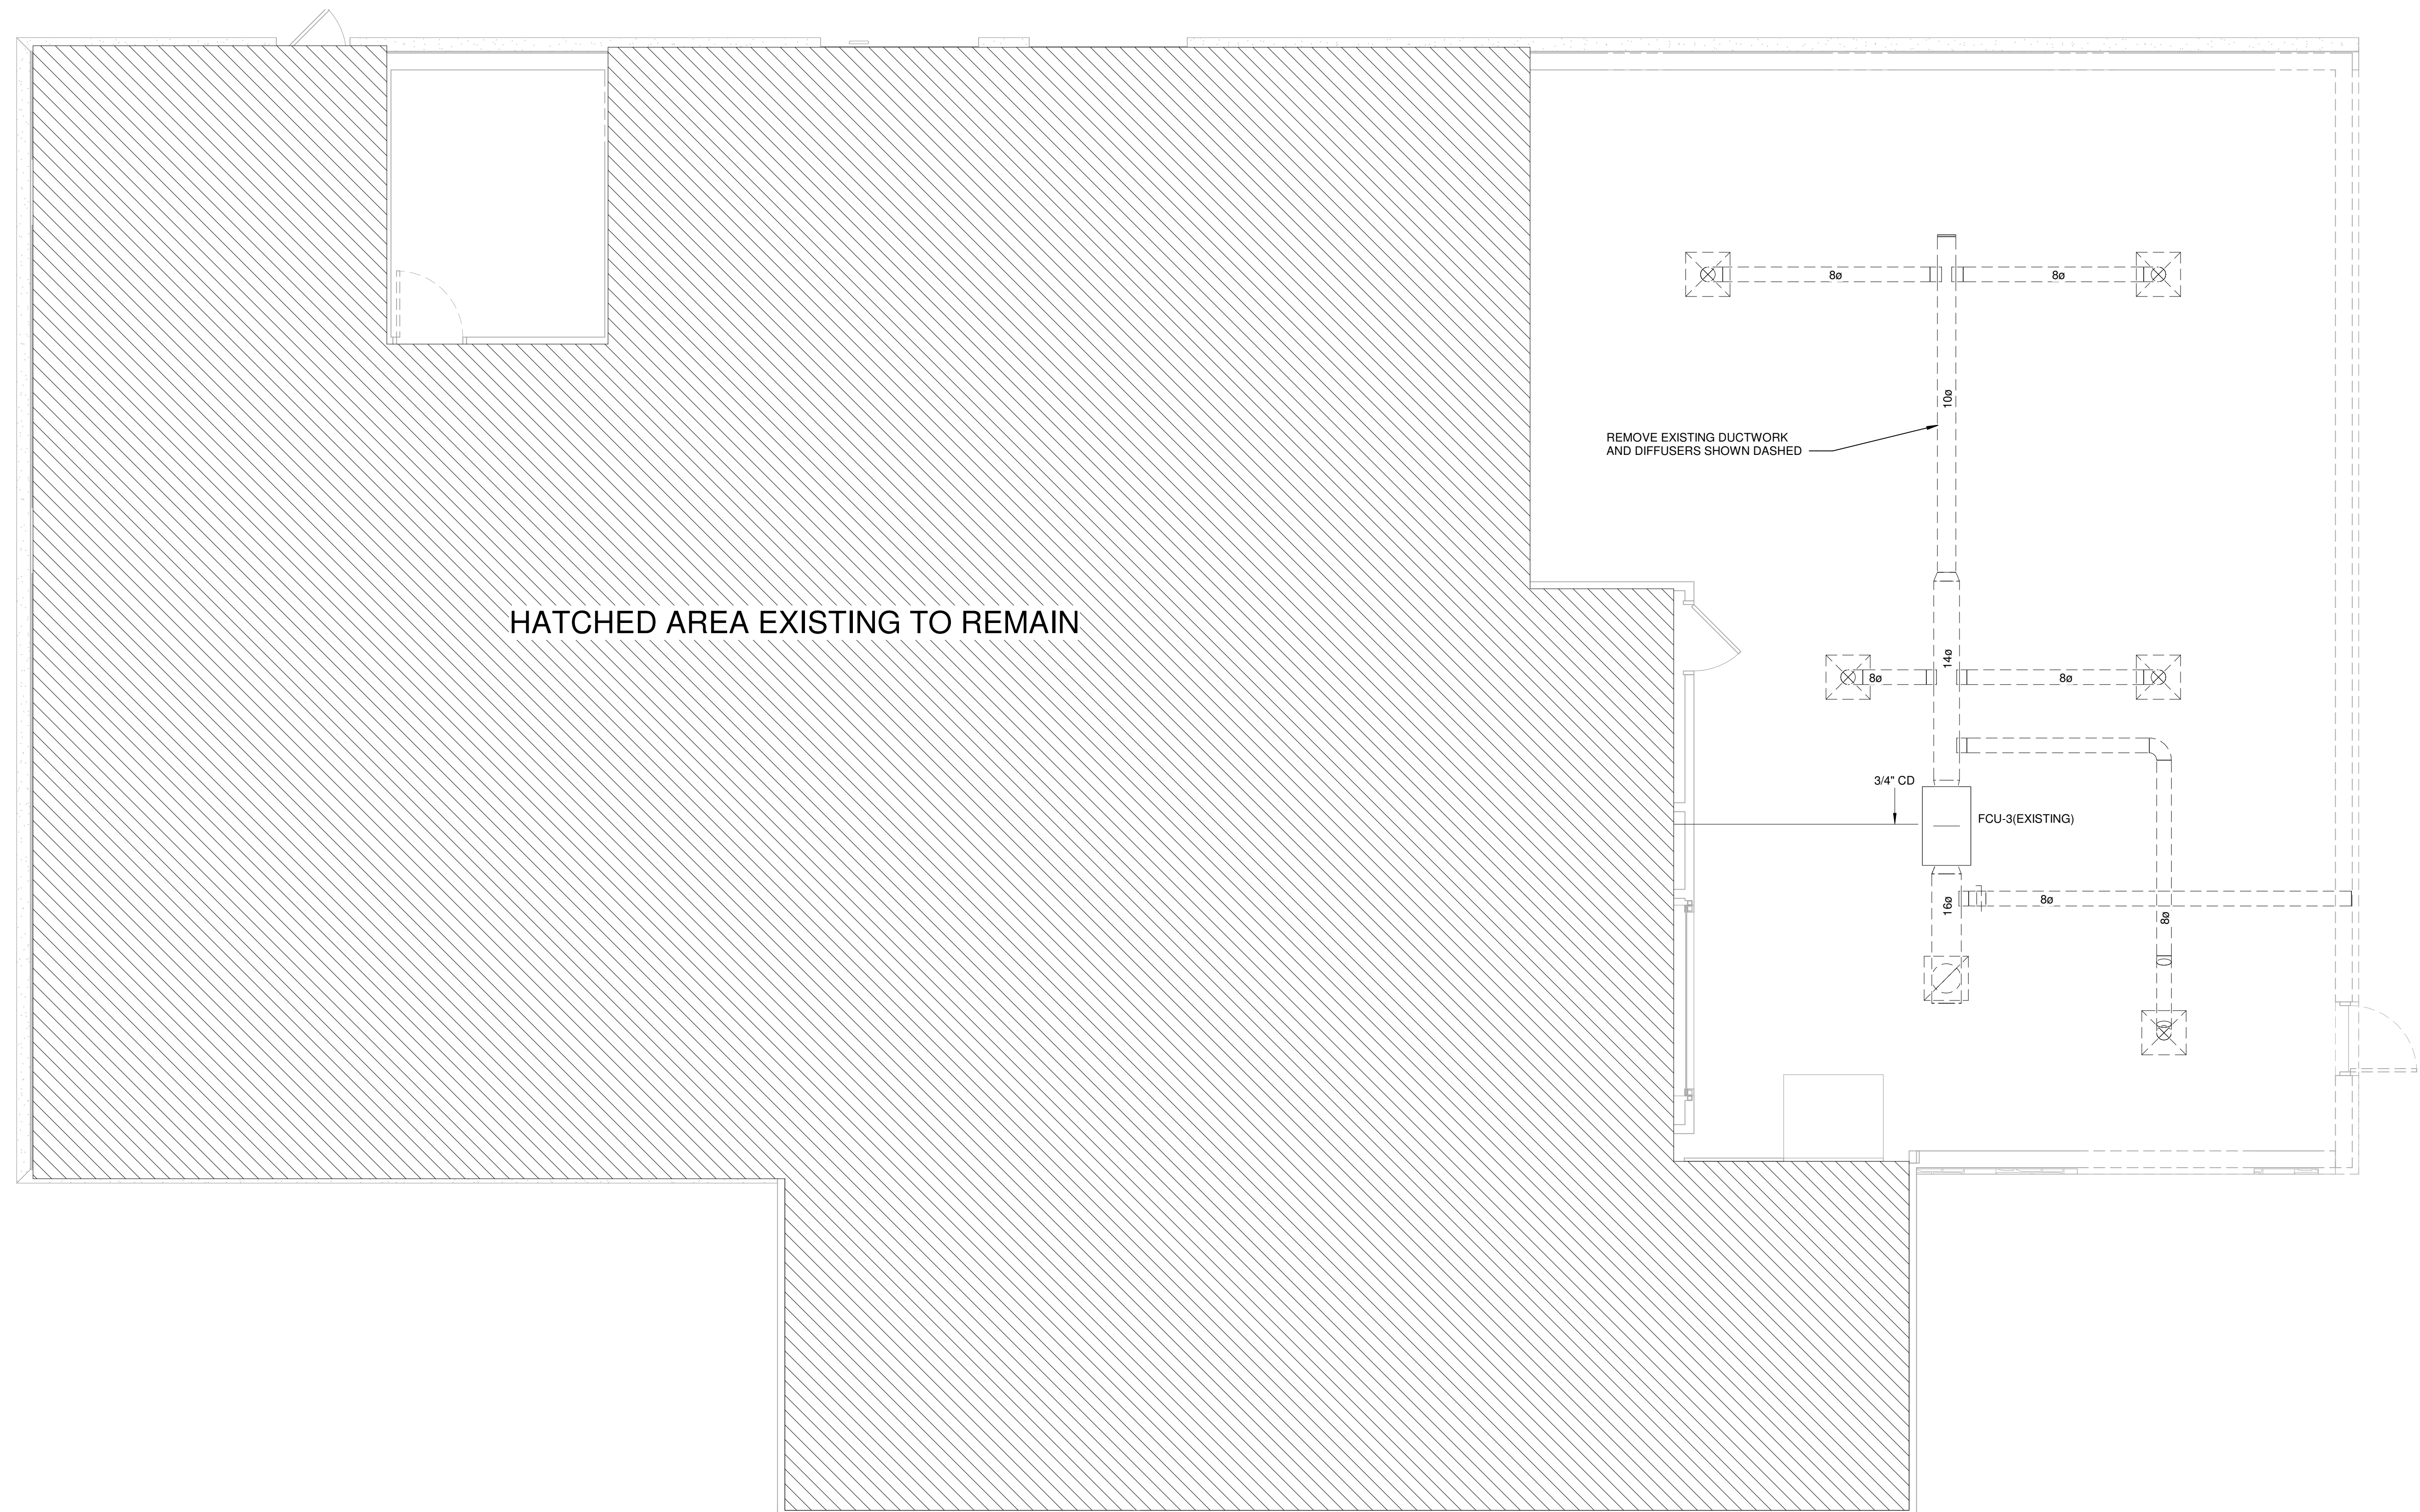 8ø
8ø
10ø
REMOVE EXISTING DUCTWORK
AND DIFFUSERS SHOWN DASHED
HATCHED AREA EXISTING TO REMAIN
14ø
8ø
8ø
3/4" CD
FCU-3(EXISTING)
16ø
8ø
8ø